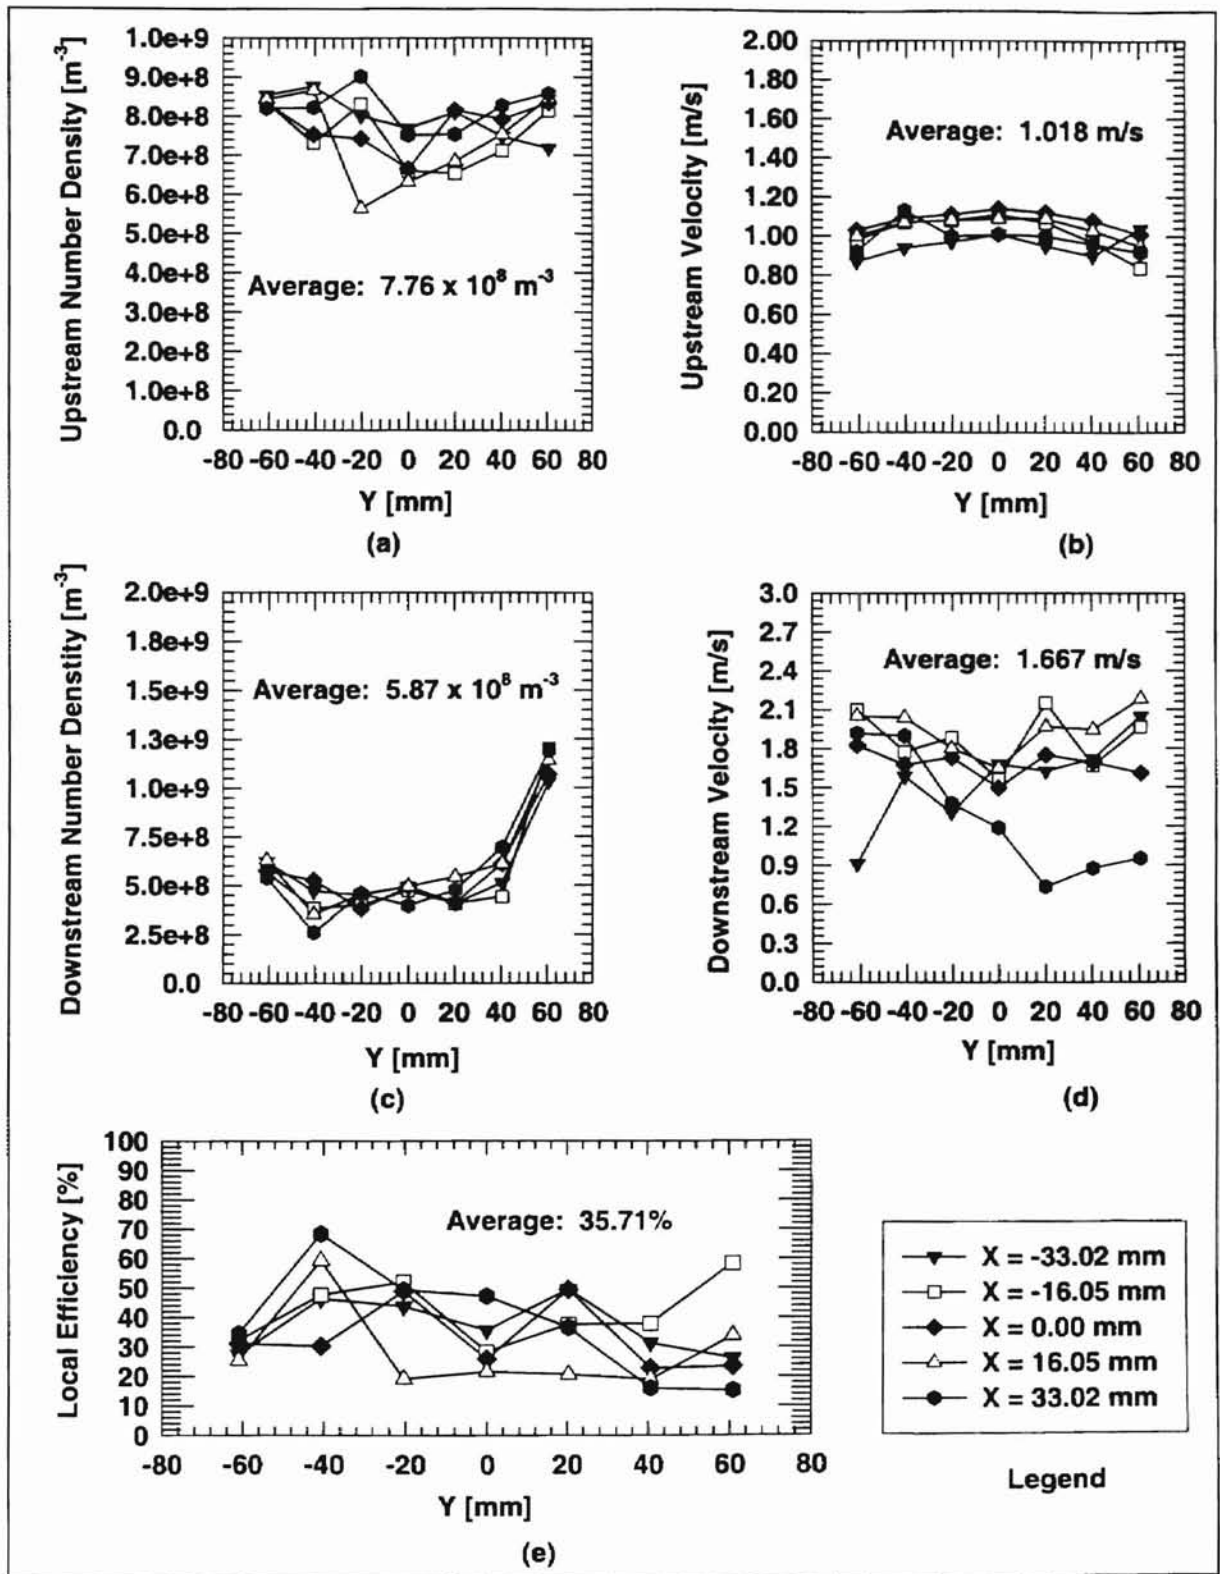 Upstream Number Density [m⁻³]
1.0e+9
9.0e+8
8.0e+8
7.0e+8
6.0e+8
5.0e+8
4.0e+8
3.0e+8
2.0e+8
1.0e+8
0.0
Average: 7.76 x 10⁸ m⁻³
-80 -60 -40 -20 0 20 40 60 80
Y [mm]
(a)
Upstream Velocity [m/s]
2.00
1.80
1.60
1.40
1.20
1.00
0.80
0.60
0.40
0.20
0.00
Average: 1.018 m/s
-80 -60 -40 -20 0 20 40 60 80
Y [mm]
(b)
Downstream Number Denstity [m⁻³]
2.0e+9
1.8e+9
1.5e+9
1.3e+9
1.0e+9
7.5e+8
5.0e+8
2.5e+8
0.0
Average: 5.87 x 10⁸ m⁻³
-80 -60 -40 -20 0 20 40 60 80
Y [mm]
(c)
Downstream Velocity [m/s]
3.0
2.7
2.4
2.1
1.8
1.5
1.2
0.9
0.6
0.3
0.0
Average: 1.667 m/s
-80 -60 -40 -20 0 20 40 60 80
Y [mm]
(d)
Local Efficiency [%]
100
90
80
70
60
50
40
30
20
10
0
Average: 35.71%
-80 -60 -40 -20 0 20 40 60 80
Y [mm]
(e)
X = -33.02 mm
X = -16.05 mm
X = 0.00 mm
X = 16.05 mm
X = 33.02 mm
Legend